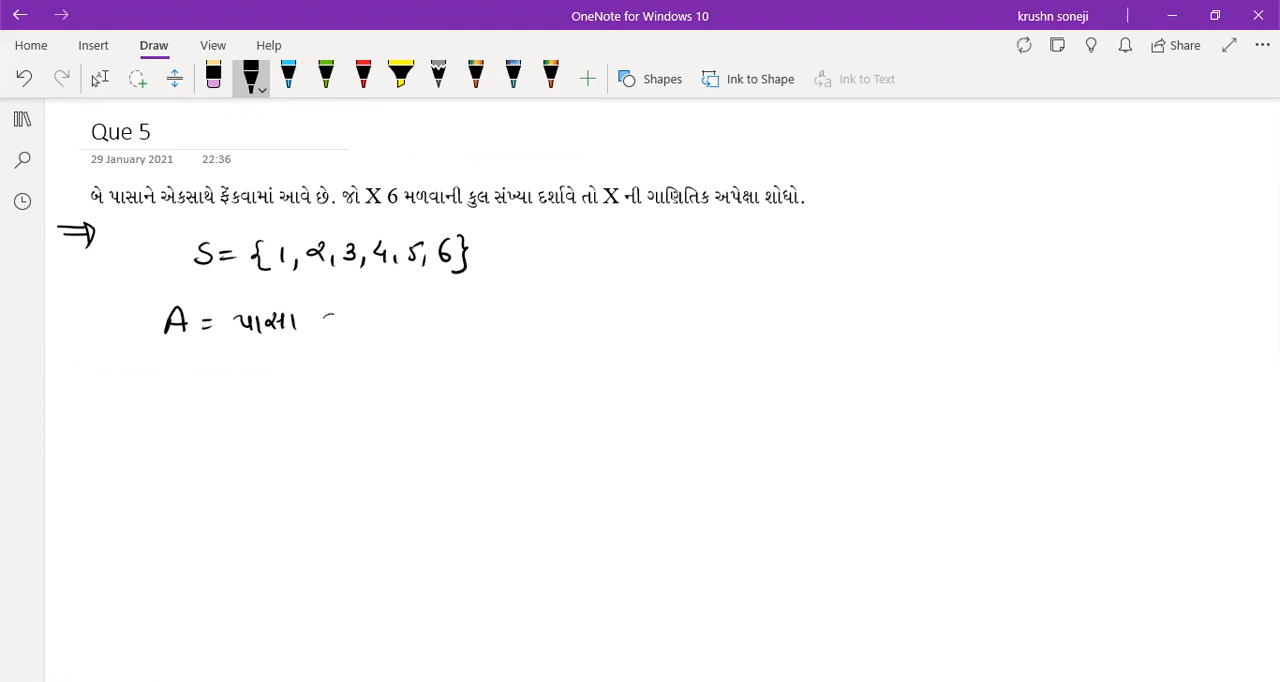 OneNote for Windows 10
krushn soneji
Home Insert Draw View Help
Share
Shapes Ink to Shape Ink to Text
Que 5
29 January 2021 22:36
બે પાસાને એકસાથે ફેંકવામાં આવે છે. જો X 6 મળવાની કુલ સંખ્યા દર્શાવે તો X ની ગાણિતિક અપેક્ષા શોધો.
⇒
S = {1, 2, 3, 4, 5, 6}
A = પાસા